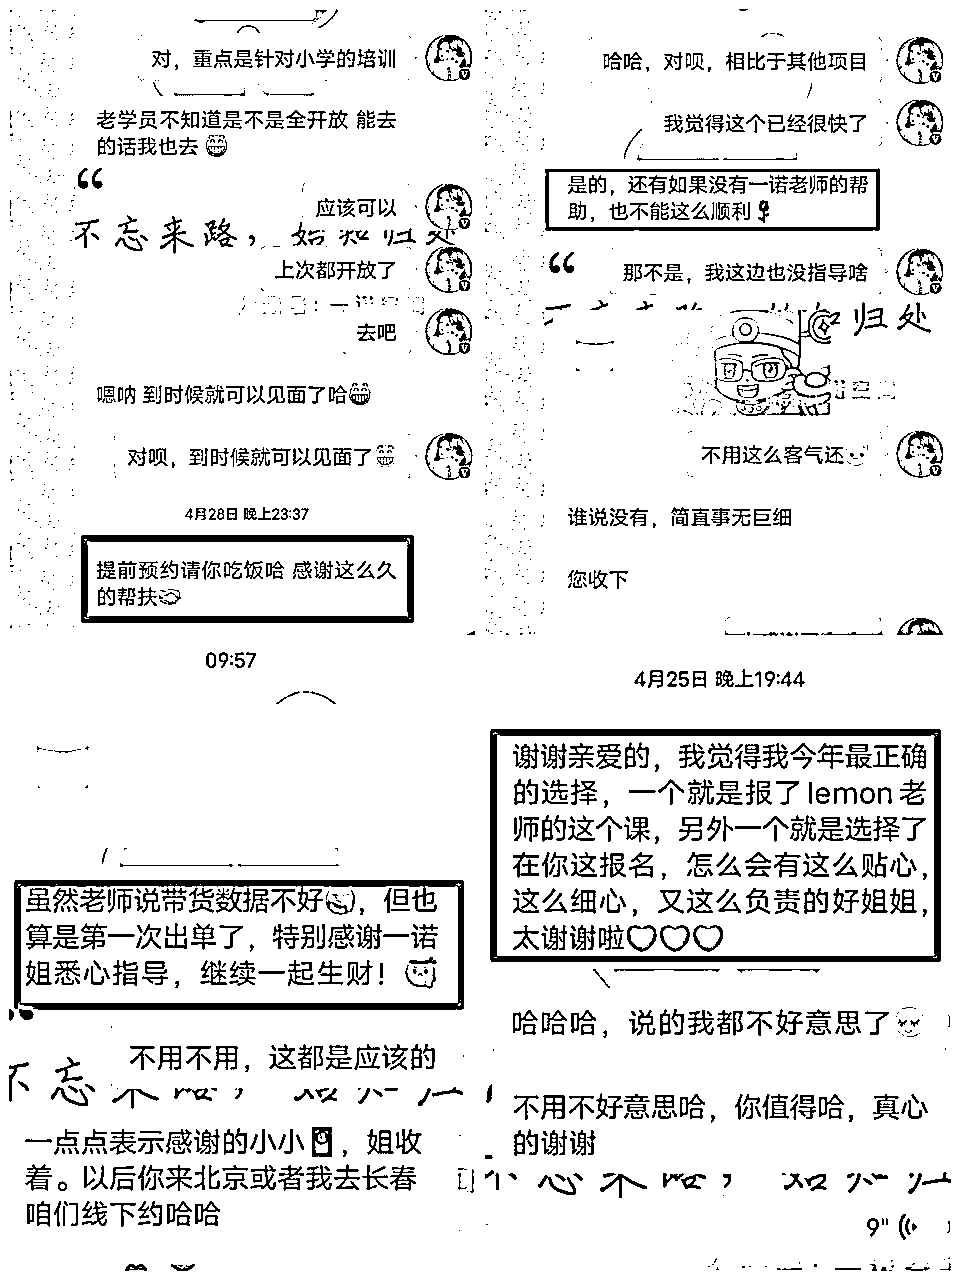 对，重点是针对小学的培训
老学员不知道是不是全开放 能去
的话我也去
应该可以
不忘来路，始知归处
上次都开放了
去吧
嗯呐 到时候就可以见面了哈
对呗，到时候就可以见面了
4月28日 晚上23:37
提前预约请你吃饭哈 感谢这么久
的帮扶
哈哈，对呗，相比于其他项目
我觉得这个已经很快了
是的，还有如果没有一诺老师的帮
助，也不能这么顺利
那不是，我这边也没指导啥
归处
不用这么客气还
谁说没有，简直事无巨细
您收下
09:57
虽然老师说带货数据不好，但也
算是第一次出单了，特别感谢一诺
姐悉心指导，继续一起生财！
不用不用，这都是应该的
不忘来路，
一点点表示感谢的小小，姐收
着。以后你来北京或者我去长春
咱们线下约哈哈
4月25日 晚上19:44
谢谢亲爱的，我觉得我今年最正确
的选择，一个就是报了lemon老
师的这个课，另外一个就是选择了
在你这报名，怎么会有这么贴心，
这么细心，又这么负责的好姐姐，
太谢谢啦♡♡♡
哈哈哈，说的我都不好意思了
不用不好意思哈，你值得哈，真心
的谢谢
9"